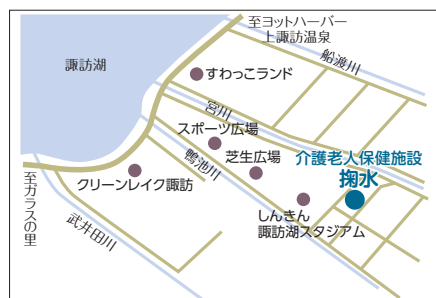 至ヨットハーバー
上諏訪温泉
諏訪湖
船渡川
すわっこランド
宮川
スポーツ広場
鴨池川
芝生広場
介護老人保健施設
掬水
クリーンレイク諏訪
しんきん
諏訪湖スタジアム
至ガラスの里
武井田川